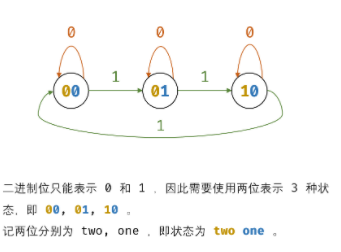 0 0 0
1 1
00 01 10
1
二进制位只能表示 0 和 1 ，因此需要使用两位表示 3 种状
态，即 00, 01, 10 。
记两位分别为 two, one ，即状态为 two one 。